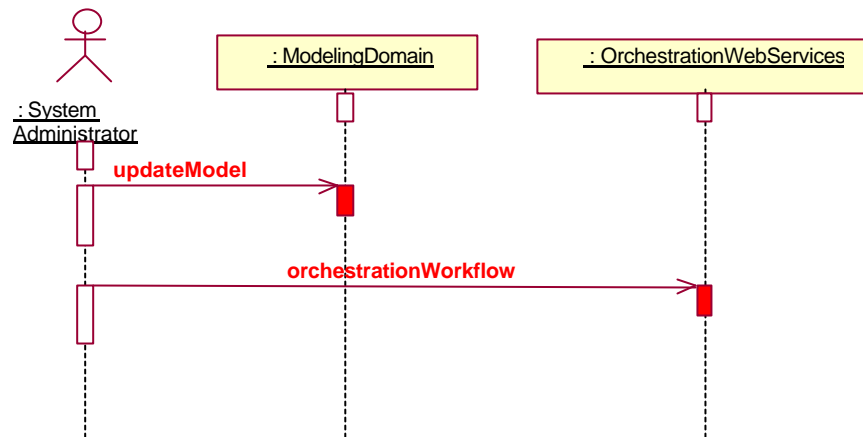 : ModelingDomain
: OrchestrationWebServices
: System
Administrator
updateModel
orchestrationWorkflow